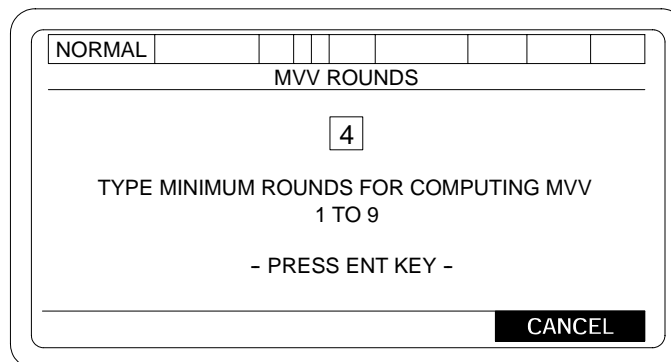 NORMAL
MVV ROUNDS
4
TYPE MINIMUM ROUNDS FOR COMPUTING MVV
1 TO 9
- PRESS ENT KEY -
CANCEL